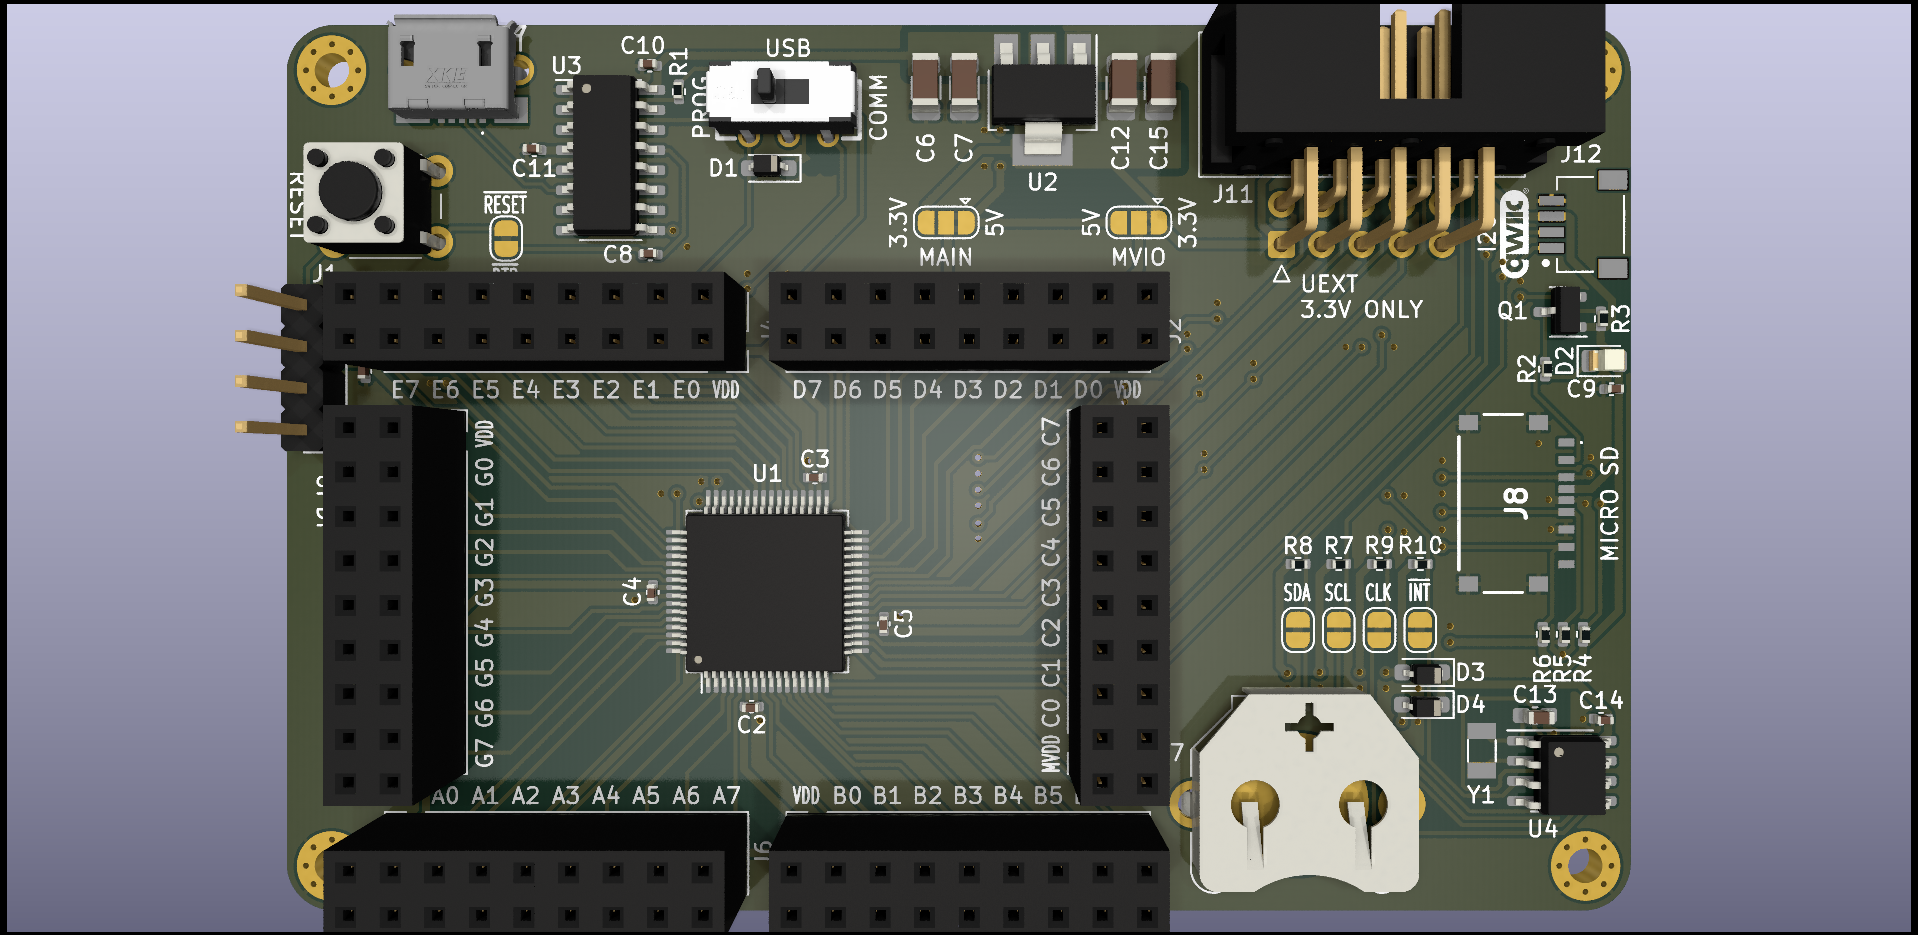 C10
R1
USB
U3
XKB
PROG
COMM
C6
C7
C12
C15
C11
D1
U2
J12
RESET
RESET
J11
3.3V
5V
5V
3.3V
QWIC
C8
MAIN
MVIO
J1
UEXT
3.3V ONLY
Q1
R3
J2
R2
D2
C9
E7 E6 E5 E4 E3 E2 E1 E0 VDD
D7 D6 D5 D4 D3 D2 D1 D0 VDD
VDD G0 G1 G2 G3 G4 G5 G6 G7
C7 C6 C5 C4 C3 C2 C1 C0 MVDD
U1
C3
C4
C5
C2
J8
MICRO SD
R8 R7 R9 R10
SDA SCL CLK INT
D3
D4
R6
R5
R4
C13
C14
7
Y1
U4
A0 A1 A2 A3 A4 A5 A6 A7
VDD B0 B1 B2 B3 B4 B5
J6